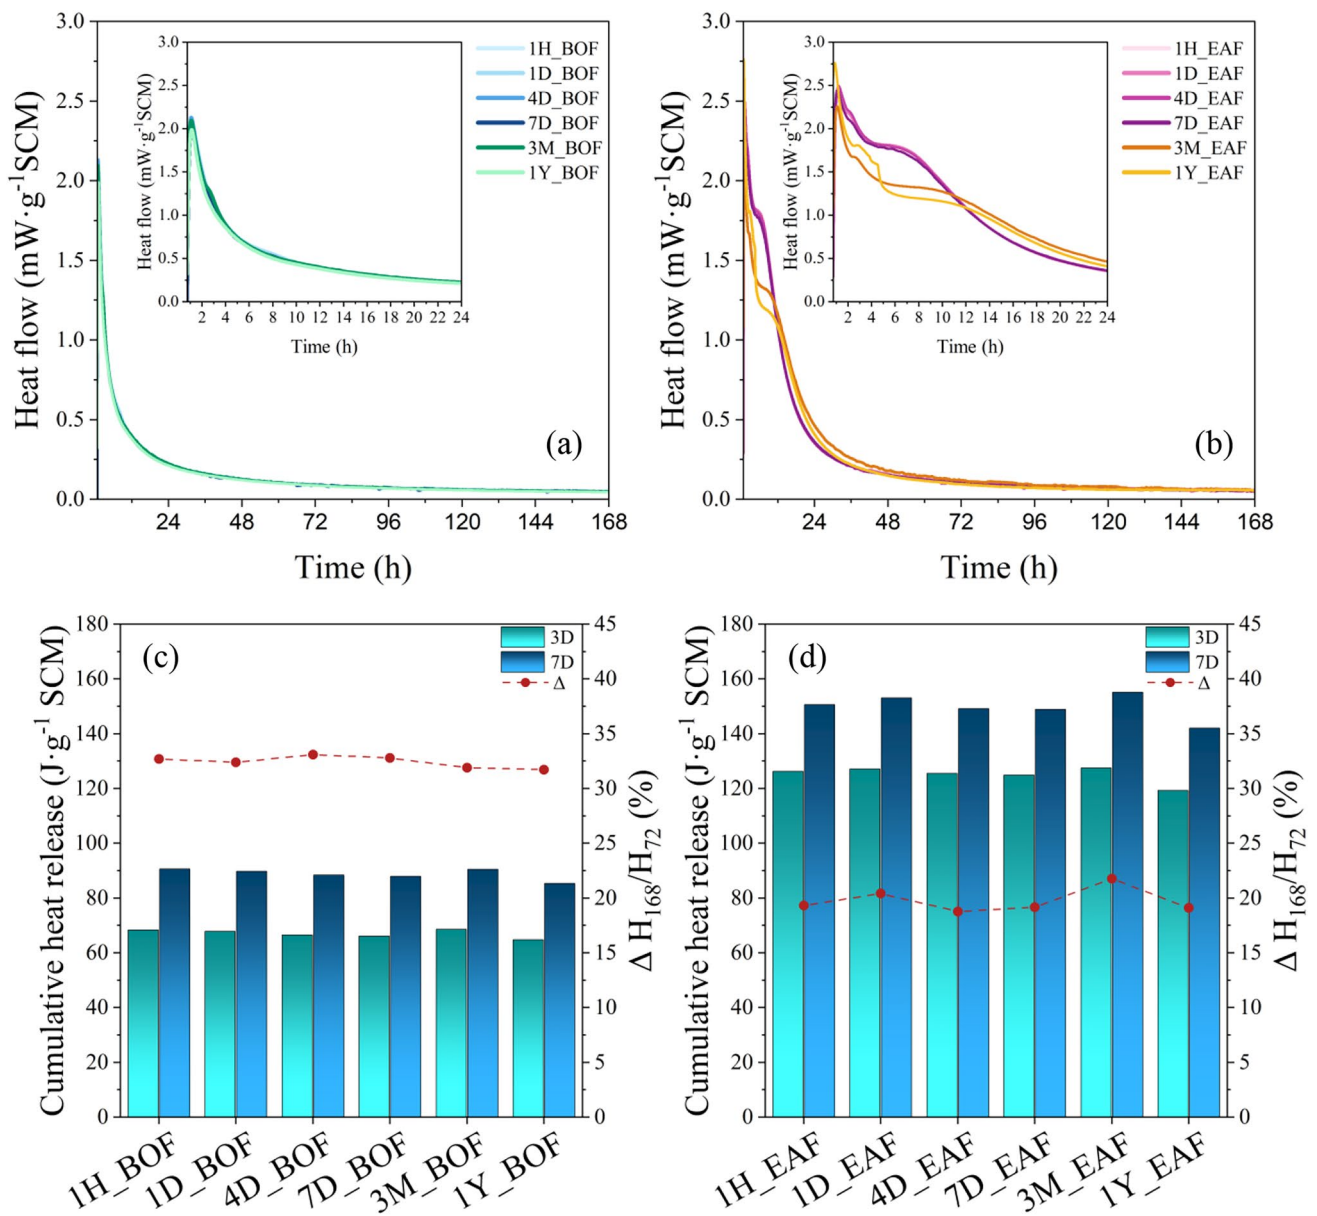 3.0
2.5
2.0
1.5
1.0
0.5
0.0
Heat flow (mW·g⁻¹SCM)
24 48 72 96 120 144 168
Time (h)
3.0
2.5
2.0
1.5
1.0
0.5
0.0
Heat flow (mW·g⁻¹SCM)
2 4 6 8 10 12 14 16 18 20 22 24
Time (h)
1H_BOF
1D_BOF
4D_BOF
7D_BOF
3M_BOF
1Y_BOF
(a)
3.0
2.5
2.0
1.5
1.0
0.5
0.0
Heat flow (mW·g⁻¹SCM)
24 48 72 96 120 144 168
Time (h)
3.0
2.5
2.0
1.5
1.0
0.5
0.0
Heat flow (mW·g⁻¹SCM)
2 4 6 8 10 12 14 16 18 20 22 24
Time (h)
1H_EAF
1D_EAF
4D_EAF
7D_EAF
3M_EAF
1Y_EAF
(b)
180
160
140
120
100
80
60
40
20
0
Cumulative heat release (J·g⁻¹ SCM)
(c)
3D
7D
Δ
45
40
35
30
25
20
15
10
5
0
Δ H₁₆₈/H₇₂ (%)
1H_BOF 1D_BOF 4D_BOF 7D_BOF 3M_BOF 1Y_BOF
180
160
140
120
100
80
60
40
20
0
Cumulative heat release (J·g⁻¹ SCM)
(d)
3D
7D
Δ
45
40
35
30
25
20
15
10
5
0
Δ H₁₆₈/H₇₂ (%)
1H_EAF 1D_EAF 4D_EAF 7D_EAF 3M_EAF 1Y_EAF